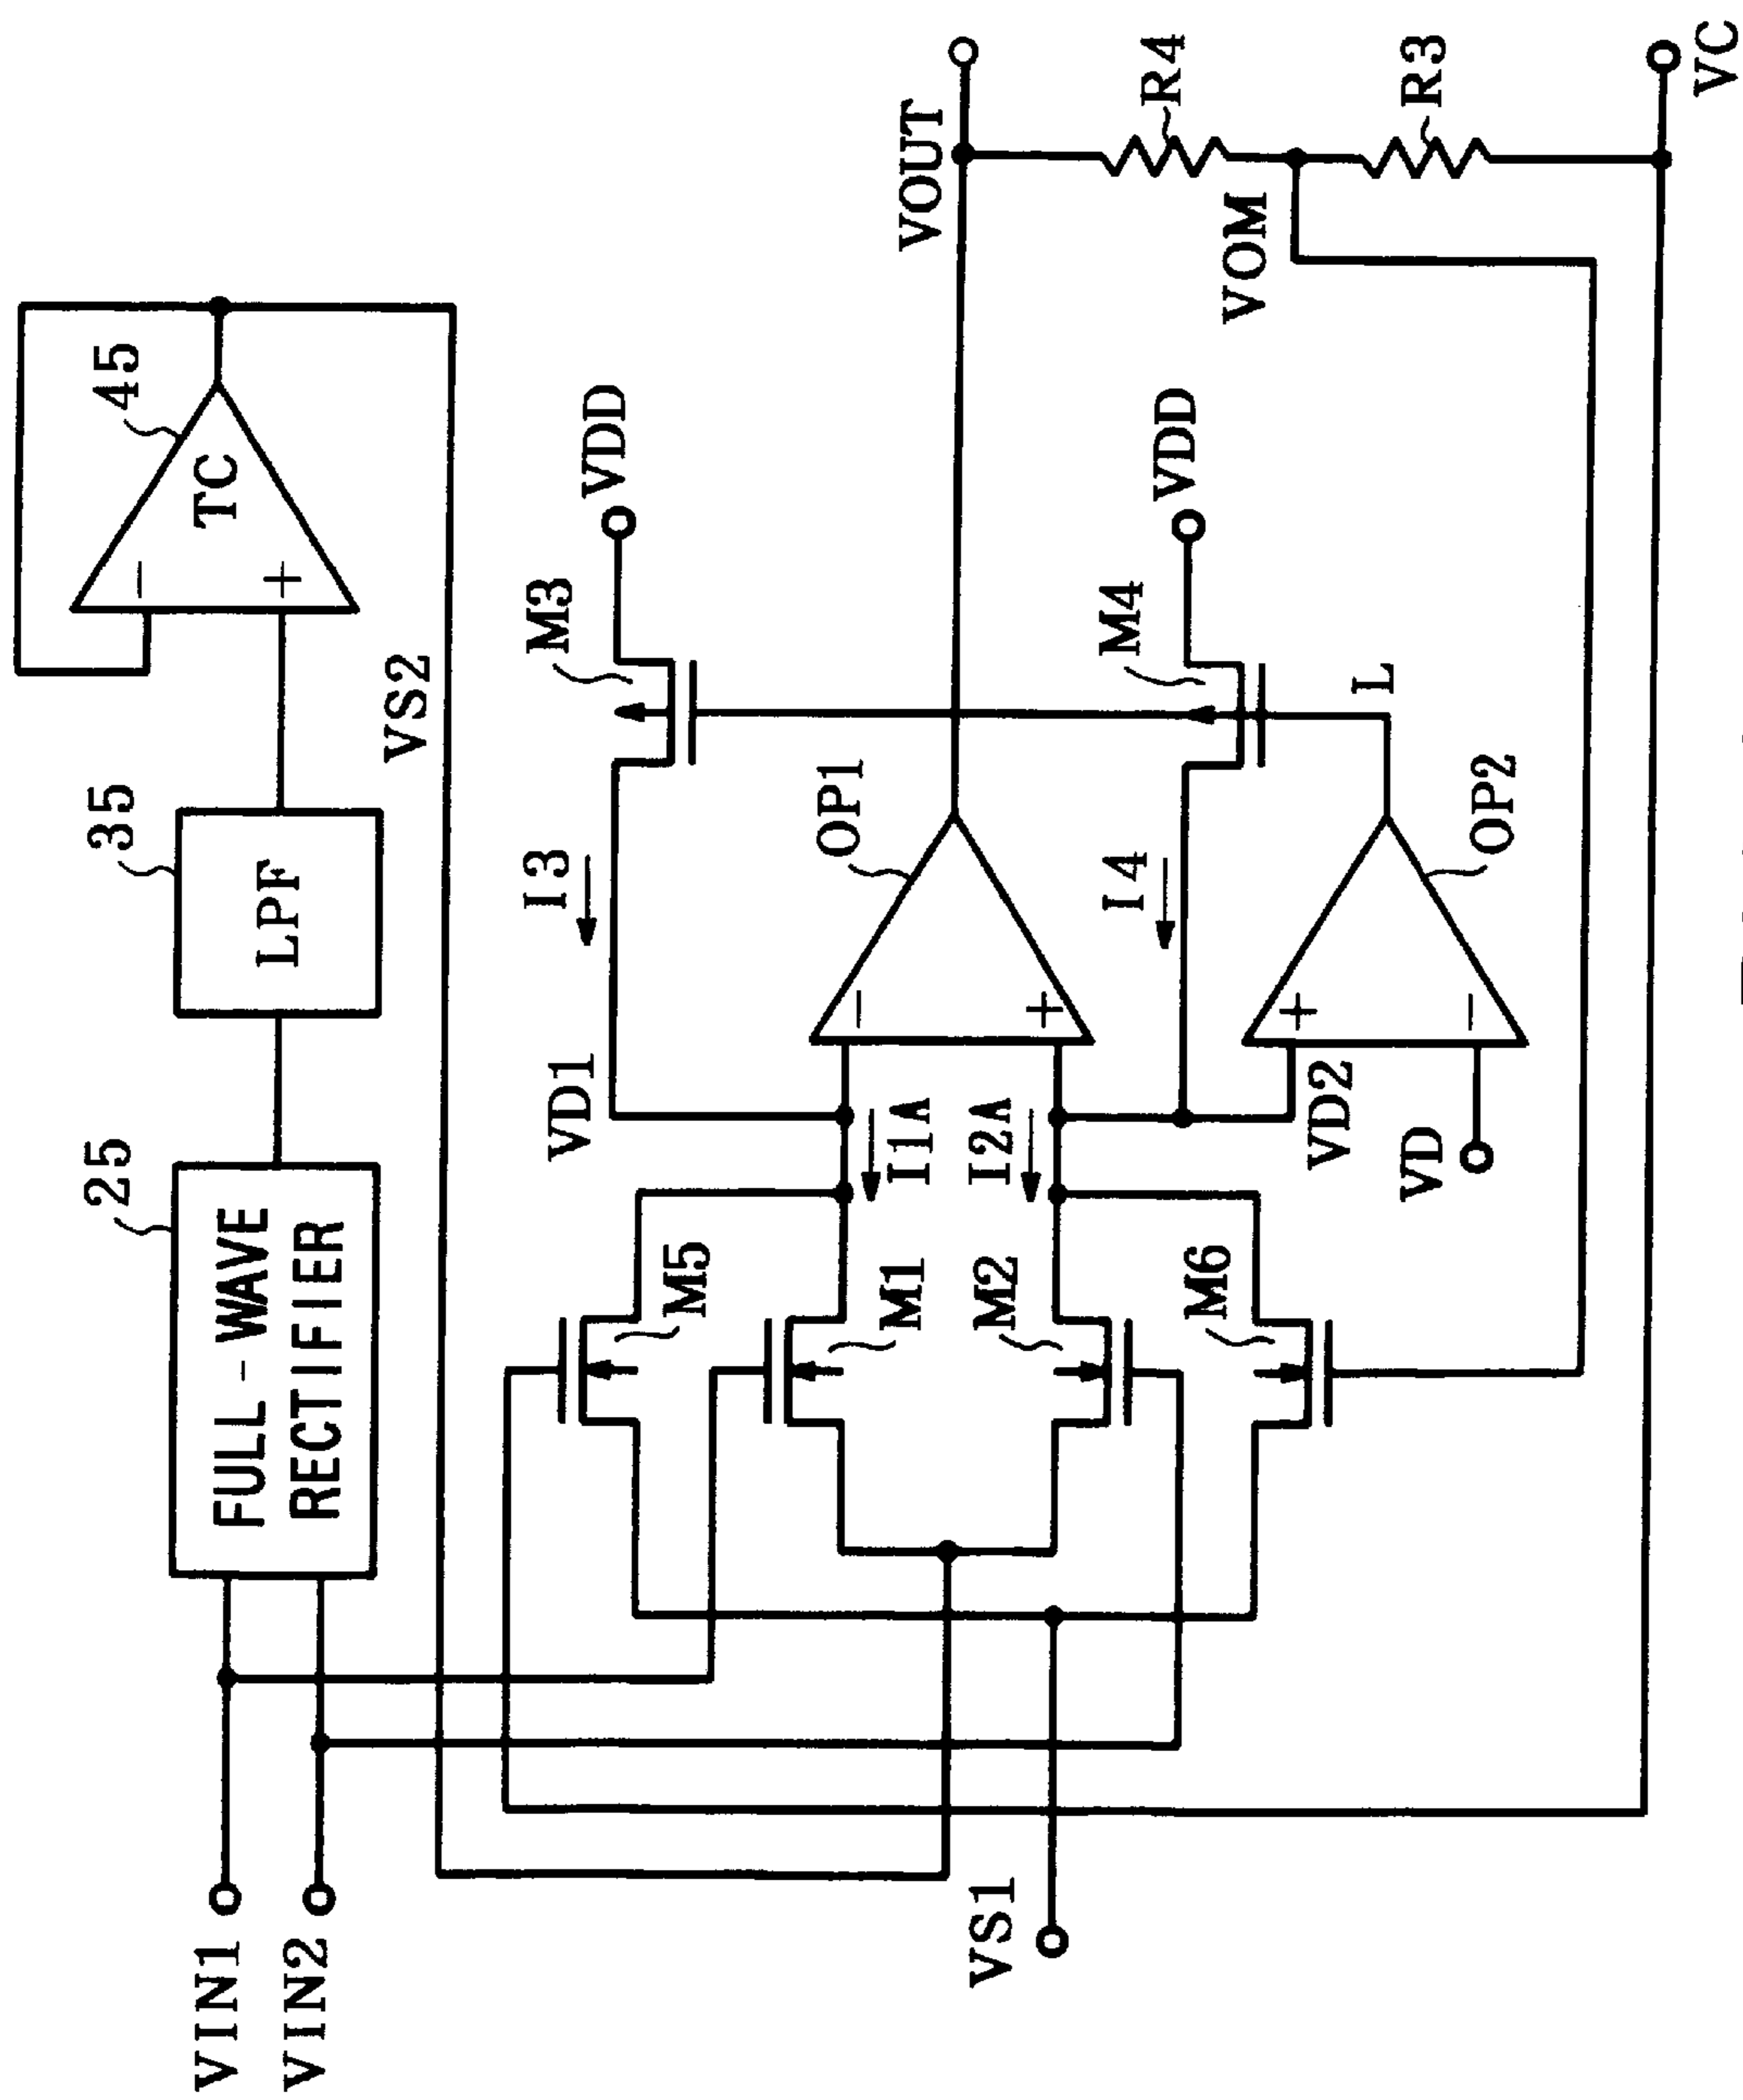 VIN1
VIN2
25
FULL-WAVE
RECTIFIER
35
LPF
45
TC
−
+
VS2
VS1
M5
M1
M2
M6
VD1
I1A
I2A
VD2
VD
I3
I4
OP1
−
+
OP2
+
−
M3
M4
VDD
VDD
L
VOUT
VOM
R4
R3
VC